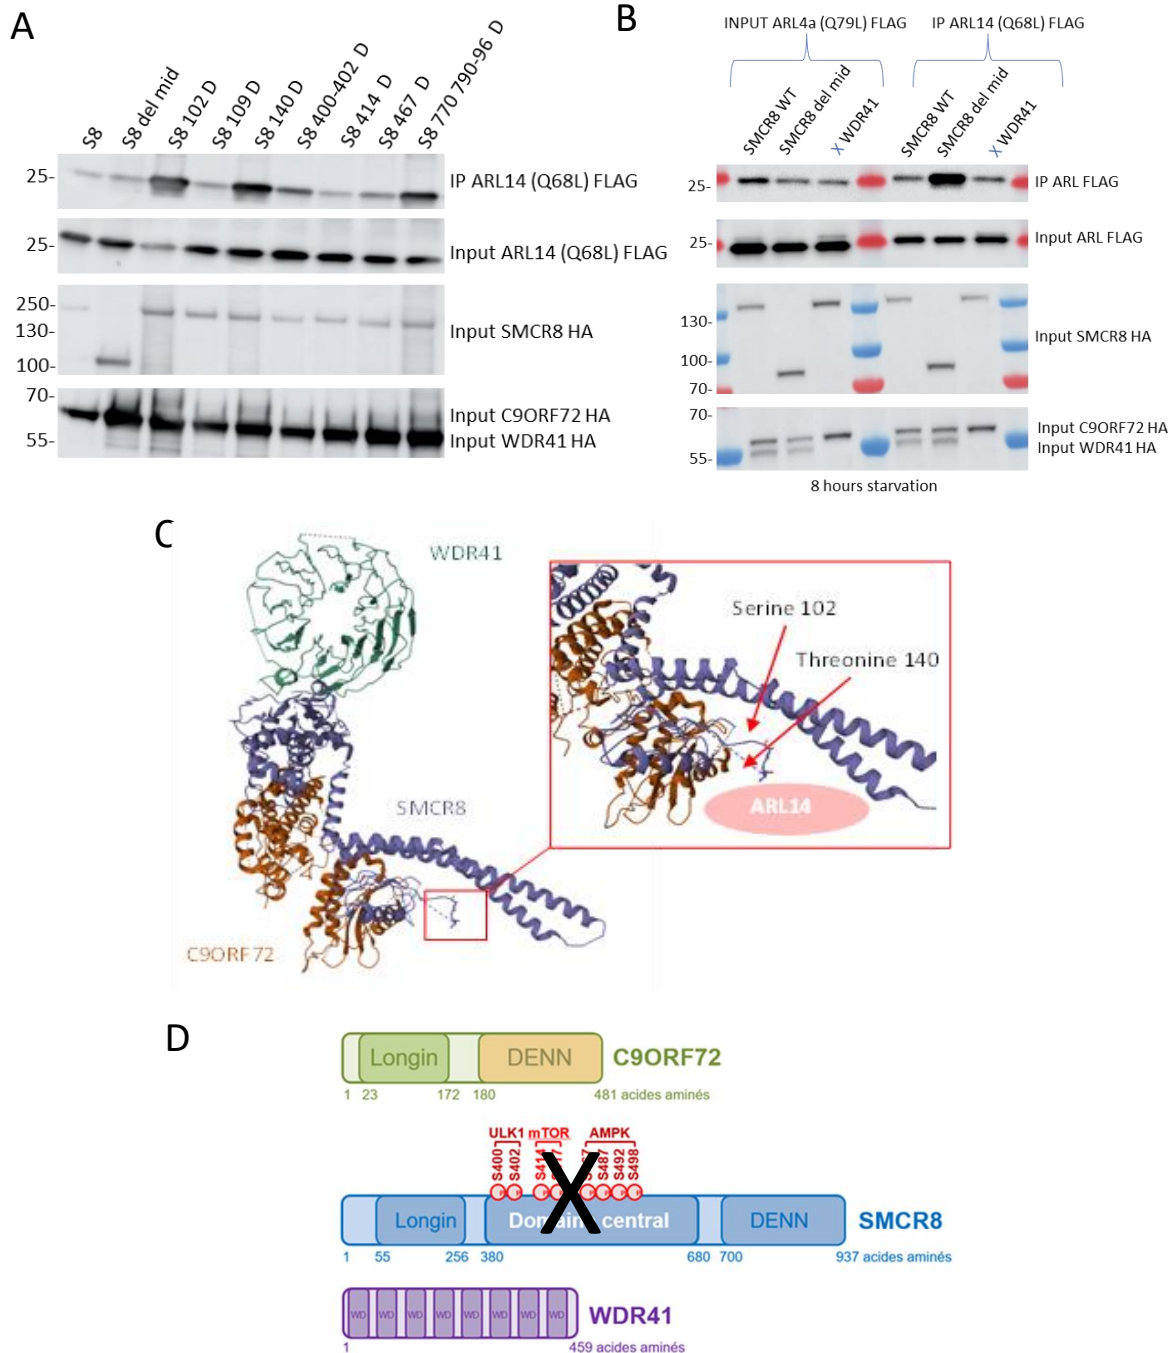 A
S8
S8 del mid
S8 102 D
S8 109 D
S8 140 D
S8 400-402 D
S8 414 D
S8 467 D
S8 770 790-96 D
25-
IP ARL14 (Q68L) FLAG
25-
Input ARL14 (Q68L) FLAG
250-
130-
100-
Input SMCR8 HA
70-
55-
Input C9ORF72 HA
Input WDR41 HA
B
INPUT ARL4a (Q79L) FLAG
IP ARL14 (Q68L) FLAG
SMCR8 WT
SMCR8 del mid
X WDR41
SMCR8 WT
SMCR8 del mid
X WDR41
25-
IP ARL FLAG
25-
Input ARL FLAG
130-
100-
70-
Input SMCR8 HA
70-
55-
Input C9ORF72 HA
Input WDR41 HA
8 hours starvation
C
WDR41
SMCR8
C9ORF72
Serine 102
Threonine 140
ARL14
D
Longin
DENN
C9ORF72
1 23 172 180 481 acides aminés
ULK1 mTOR AMPK
S400
S402
S487
S492
S498
Longin
central
DENN
SMCR8
1 55 256 380 680 700 937 acides aminés
WD WD WD WD WD WD WD WD
WDR41
1 459 acides aminés